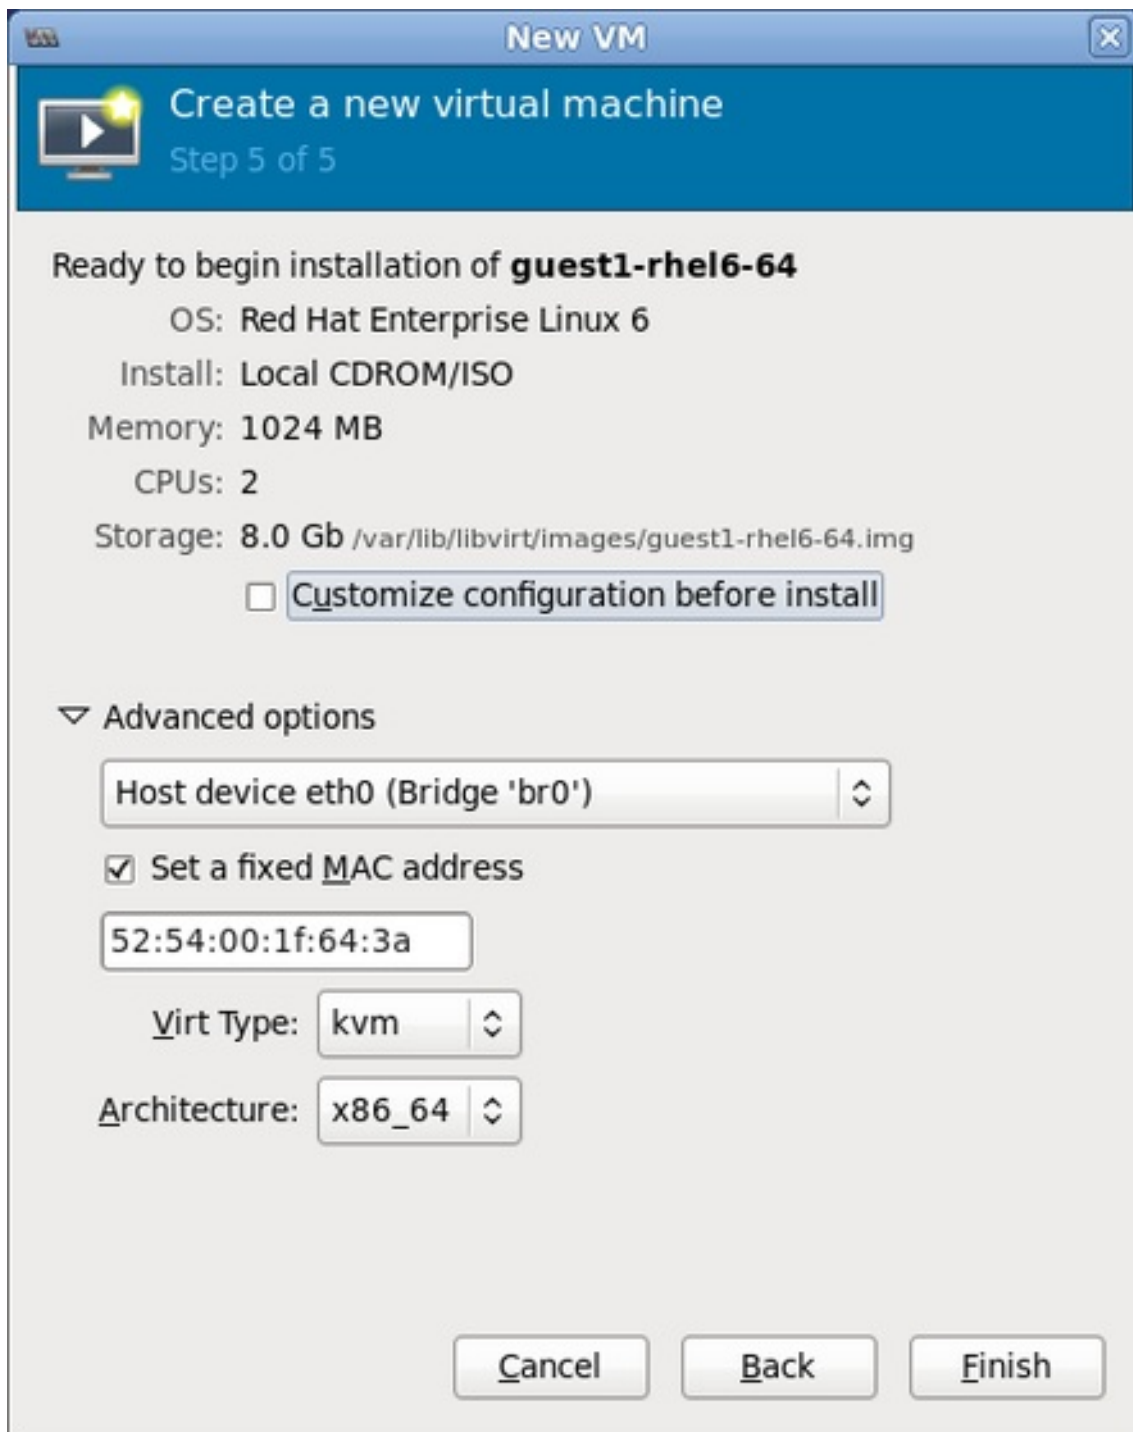 New VM
Create a new virtual machine
Step 5 of 5
Ready to begin installation of guest1-rhel6-64
OS: Red Hat Enterprise Linux 6
Install: Local CDROM/ISO
Memory: 1024 MB
CPUs: 2
Storage: 8.0 Gb /var/lib/libvirt/images/guest1-rhel6-64.img
Customize configuration before install
Advanced options
Host device eth0 (Bridge 'br0')
Set a fixed MAC address
52:54:00:1f:64:3a
Virt Type: kvm
Architecture: x86_64
Cancel Back Finish